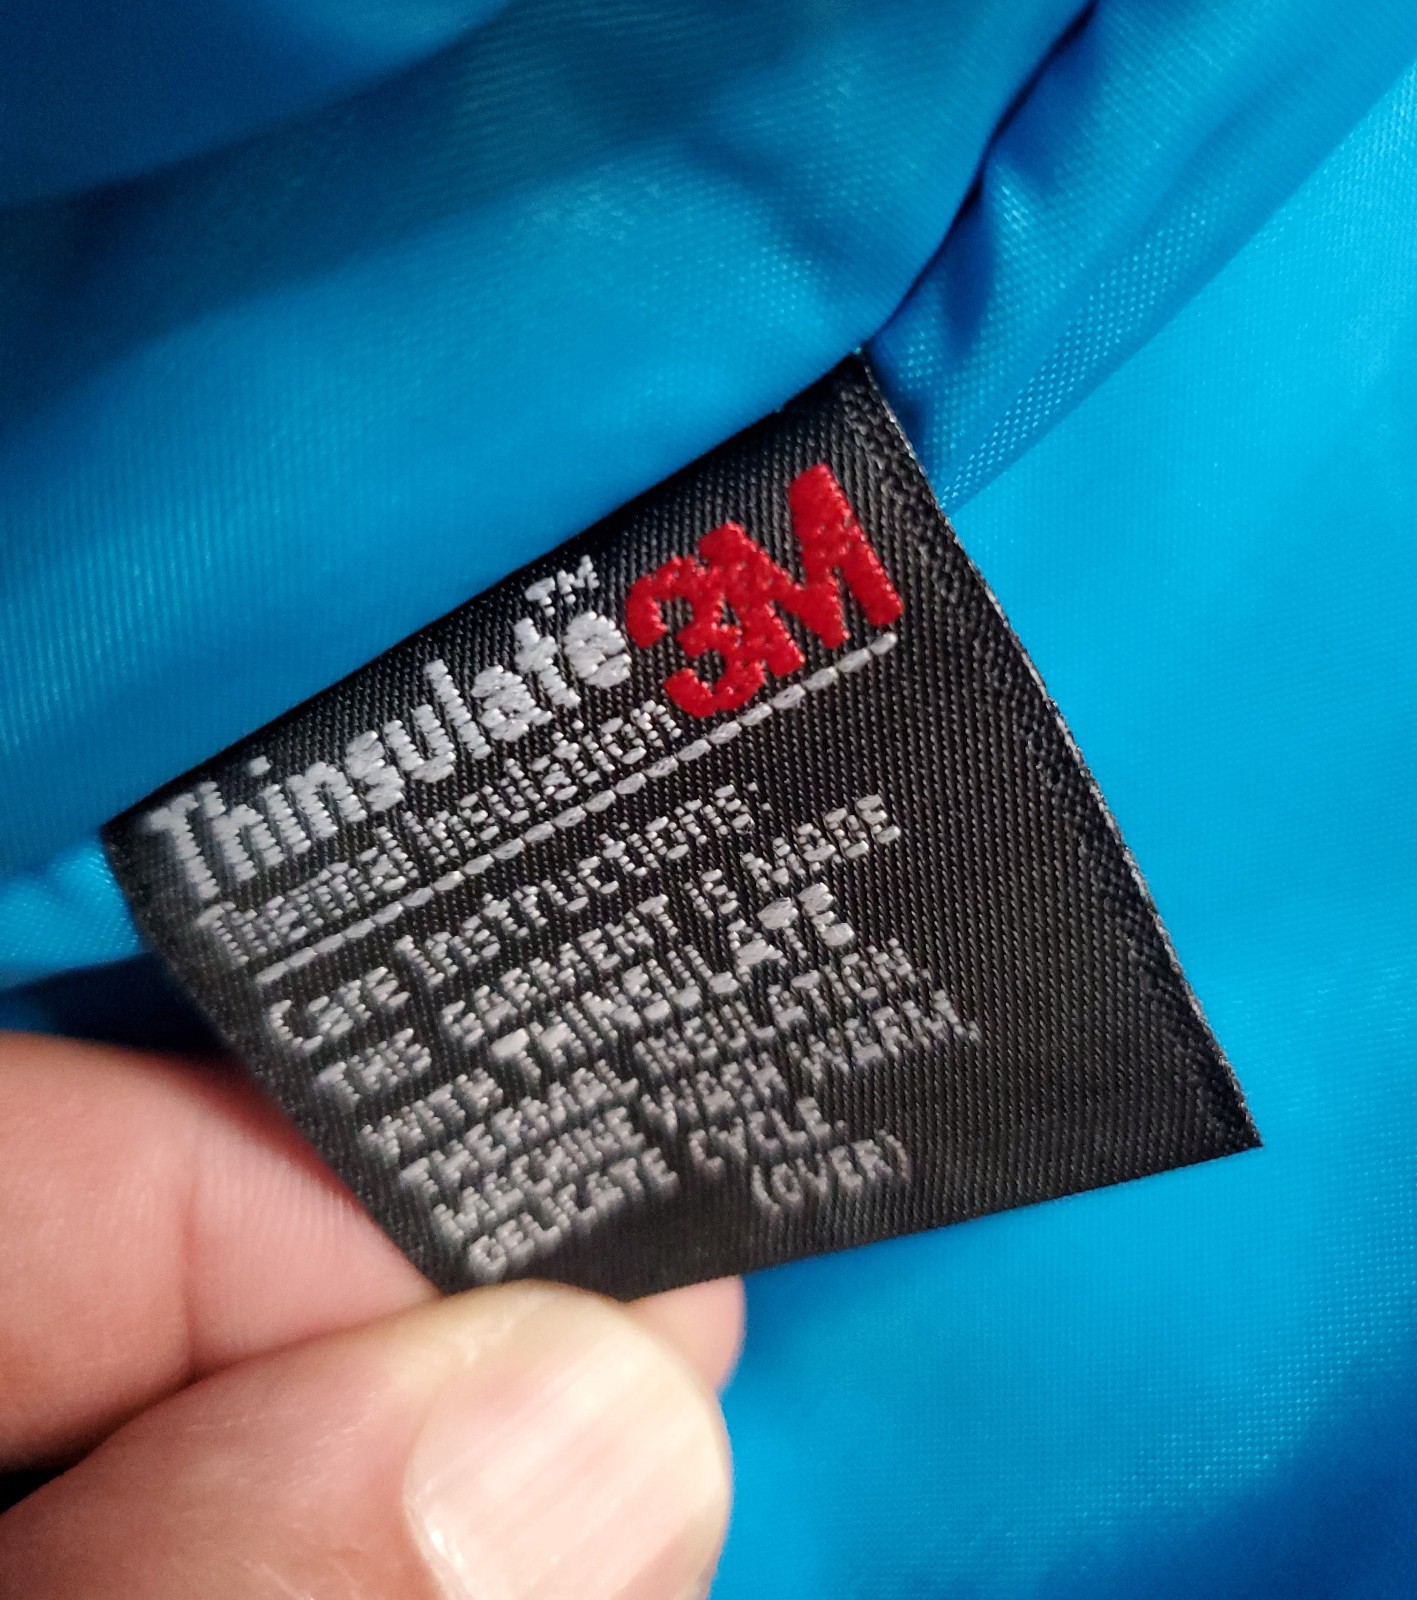 Thinsulate™ 3M
Thermal Insulation
Care Instructions:
THIS GARMENT IS MADE
WITH THINSULATE
THERMAL INSULATION.
MACHINE WASH WARM,
DELICATE CYCLE
(OVER)